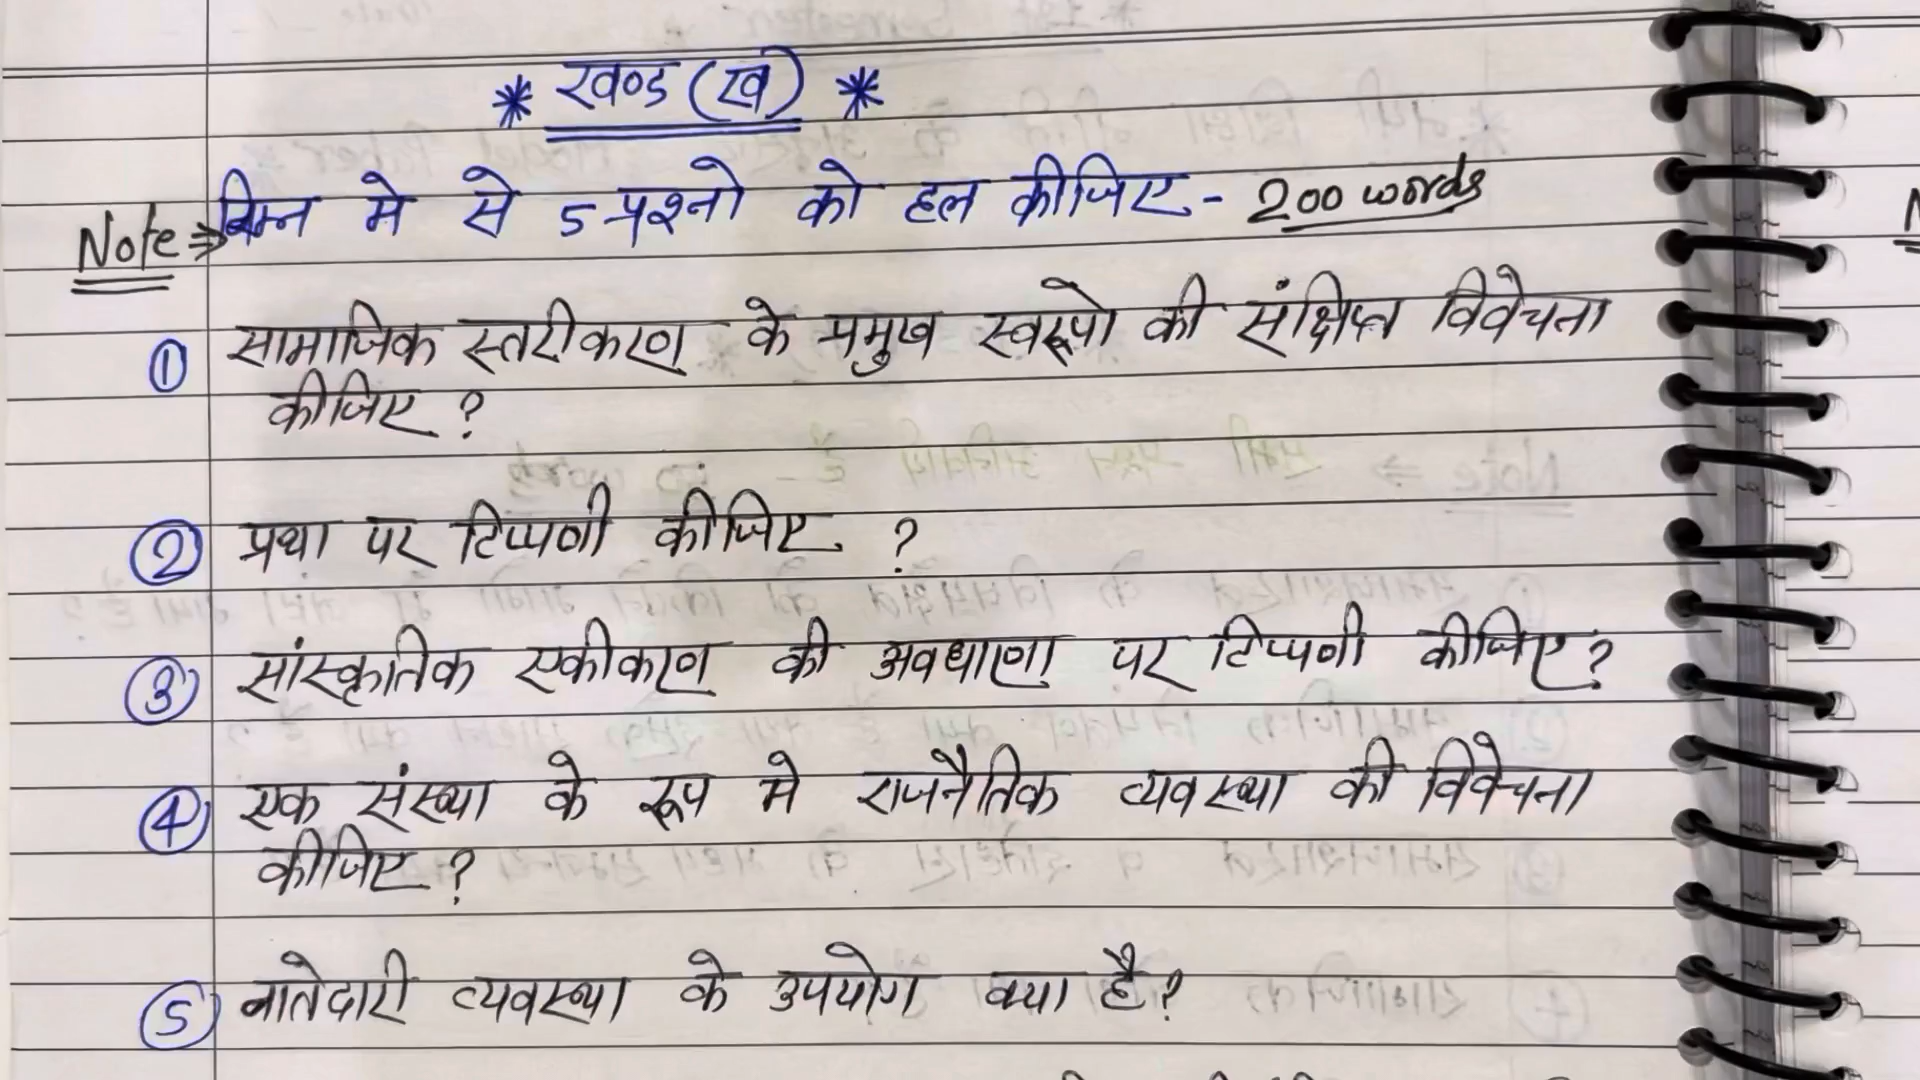 * खण्ड (ख) *
Note ⇒ निम्न मे से 5 प्रश्नो को हल कीजिए - 200 words
① सामाजिक स्तरीकरण के प्रमुख स्वरूपो की संक्षिप्त विवेचना
कीजिए ?
② प्रथा पर टिप्पणी कीजिए ?
③ सांस्कृतिक एकीकरण की अवधारणा पर टिप्पणी कीजिए ?
④ एक संस्था के रूप मे राजनैतिक व्यवस्था की विवेचना
कीजिए ?
⑤ नातेदारी व्यवस्था के उपयोग क्या है ?